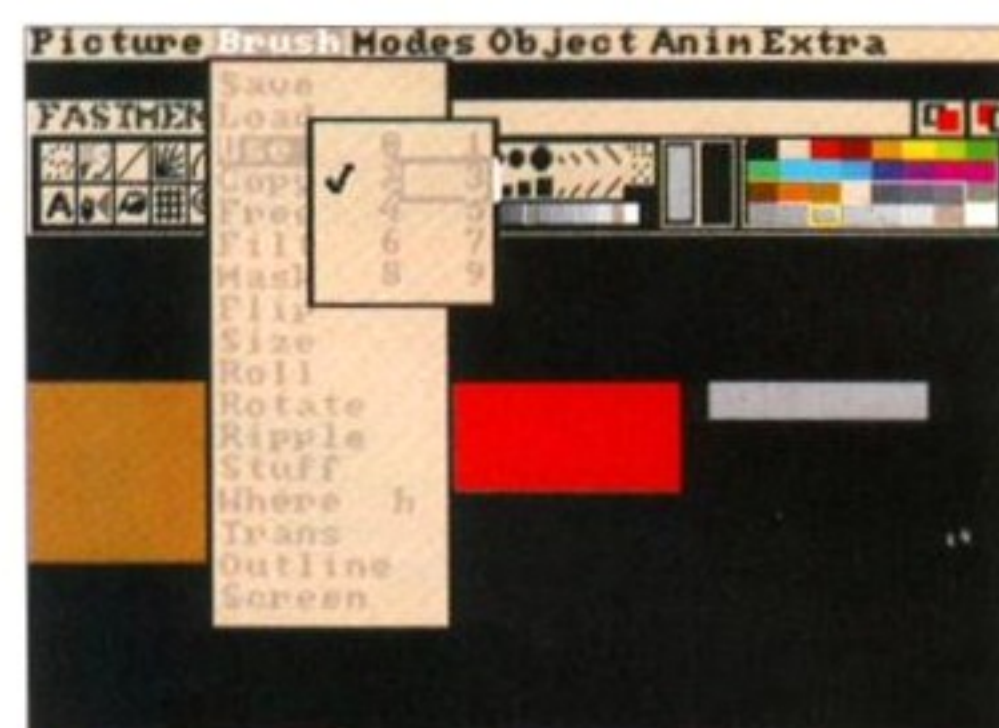 Picture Brush Modes Object Anim Extra
Save
FASTMEN
Load
Use 0 1
Copy 2 3
Free 4 5
Filt 6 7
Mask 8 9
Flip
Size
Roll
Rotate
Ripple
Stuff
Where h
Trans
Outline
Screen
A